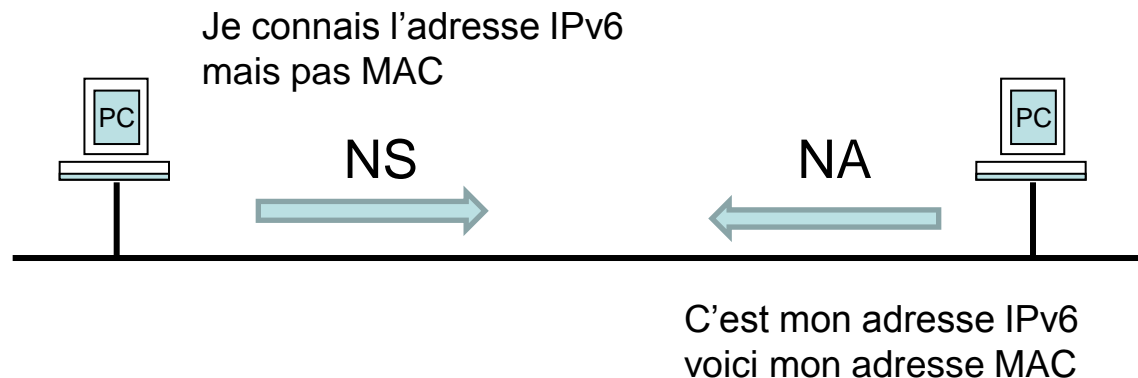 Je connais l’adresse IPv6
mais pas MAC
PC
PC
NS
NA
C’est mon adresse IPv6
voici mon adresse MAC